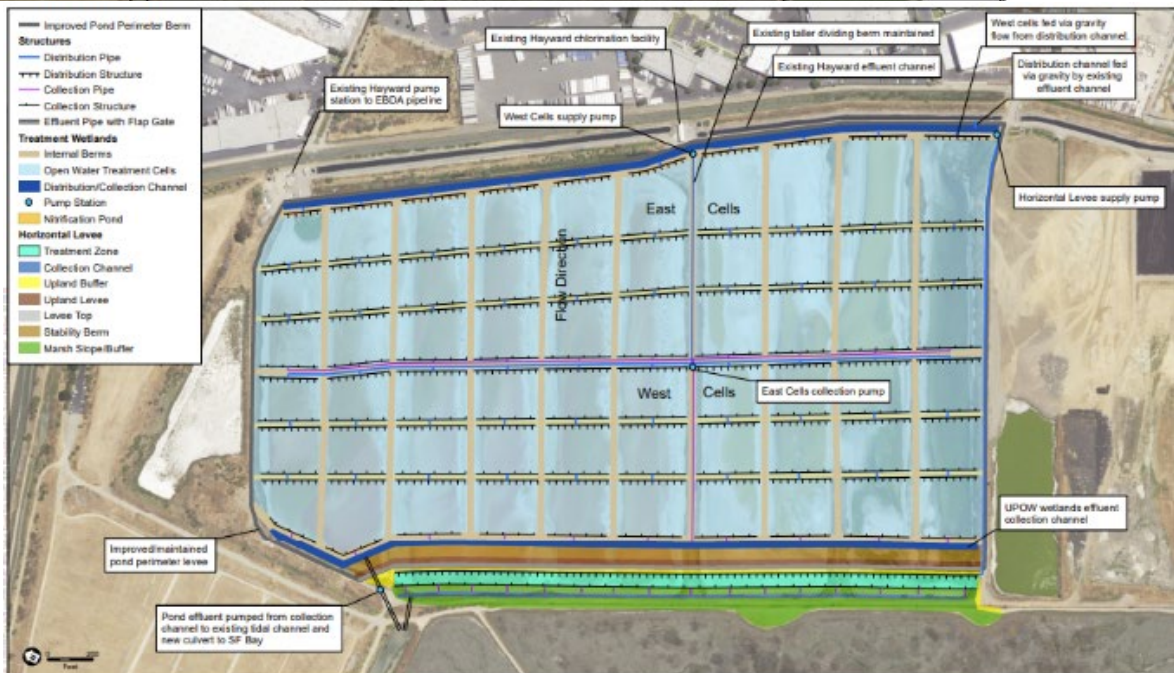 Improved Pond Perimeter Berm
Structures
Distribution Pipe
Distribution Structure
Collection Pipe
Collection Structure
Effluent Pipe with Flap Gate
Treatment Wetlands
Internal Berms
Open Water Treatment Cells
Distribution/Collection Channel
Pump Station
Nitrification Pond
Horizontal Levee
Treatment Zone
Collection Channel
Upland Buffer
Upland Levee
Levee Top
Stability Berm
Marsh Slope/Buffer
Existing Hayward pump
station to EBDA pipeline
Existing Hayward chlorination facility
West Cells supply pump
Existing taller dividing berm maintained
Existing Hayward effluent channel
West cells fed via gravity
flow from distribution channel.
Distribution channel fed
via gravity by existing
effluent channel
Horizontal Levee supply pump
East Cells
Flow Direction
West Cells
East Cells collection pump
UPOW wetlands effluent
collection channel
Improved/maintained
pond perimeter levee
Pond effluent pumped from collection
channel to existing tidal channel and
new culvert to SF Bay
0
Feet